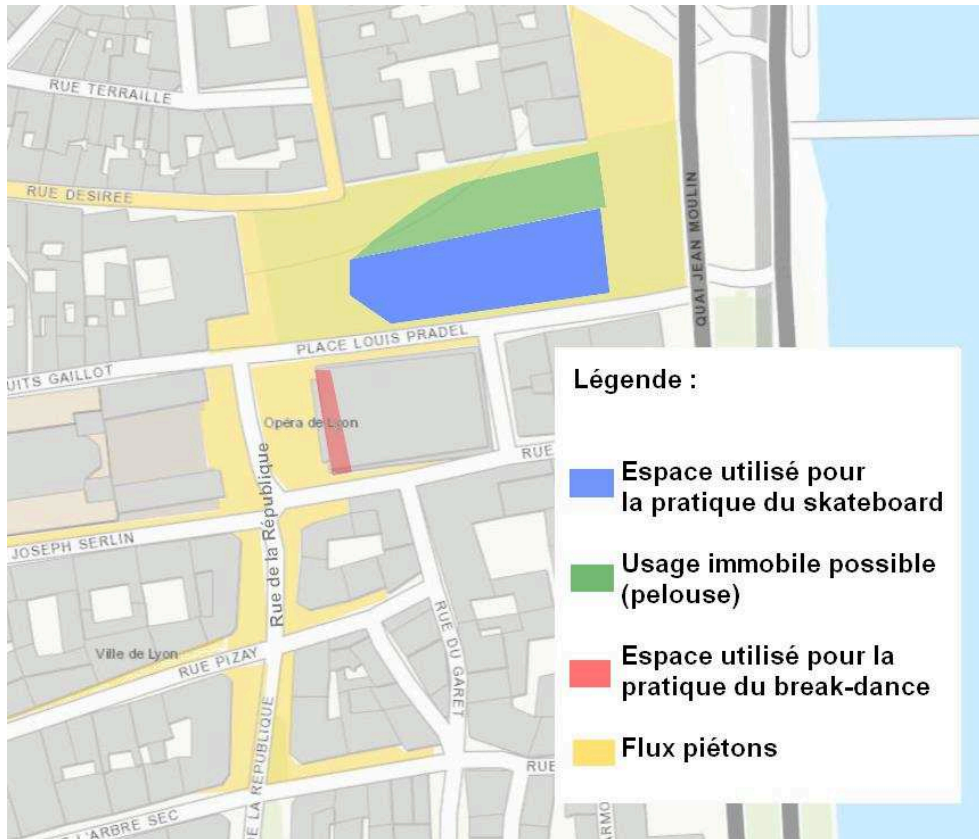 RUE TERRAILLE
RUE DESIREE
QUAI JEAN MOULIN
PLACE LOUIS PRADEL
UITS GAILLOT
Opéra de Lyon
Rue de la République
RUE
JOSEPH SERLIN
Ville de Lyon
RUE PIZAY
RUE DU GARET
DE LA REPUBLIQUE
L'ARBRE SEC
RUE
Légende :
Espace utilisé pour
la pratique du skateboard
Usage immobile possible
(pelouse)
Espace utilisé pour la
pratique du break-dance
Flux piétons